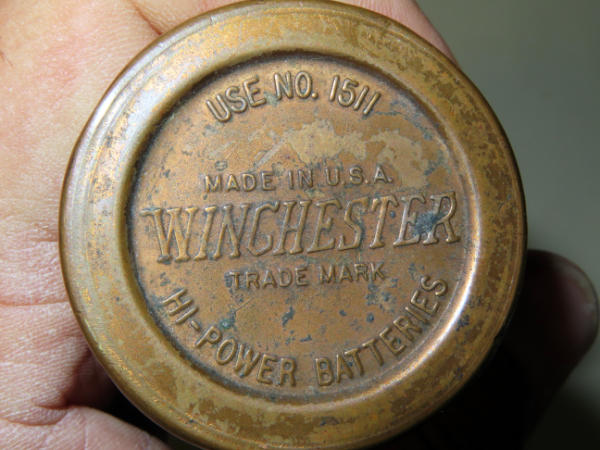 USE NO. 1511
MADE IN U.S.A.
WINCHESTER
TRADE MARK
HI-POWER BATTERIES